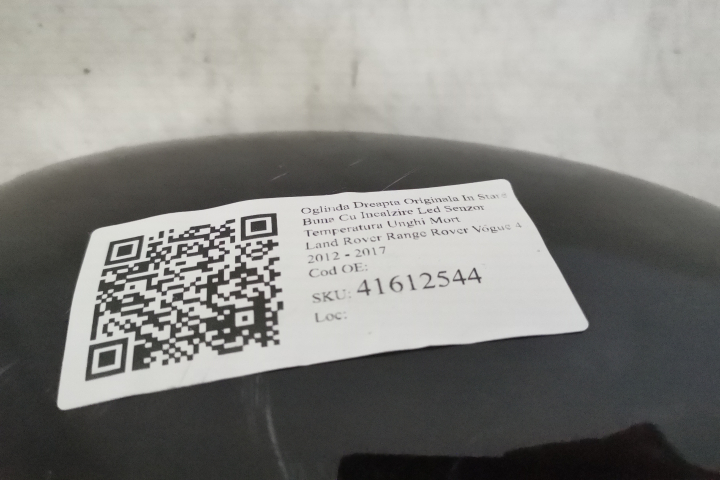 Oglinda Dreapta Originala In Stare
Buna Cu Incalzire Led Senzor
Temperatura Unghi Mort
Land Rover Range Rover Vogue 4
2012 - 2017
Cod OE:
SKU: 41612544
Loc: